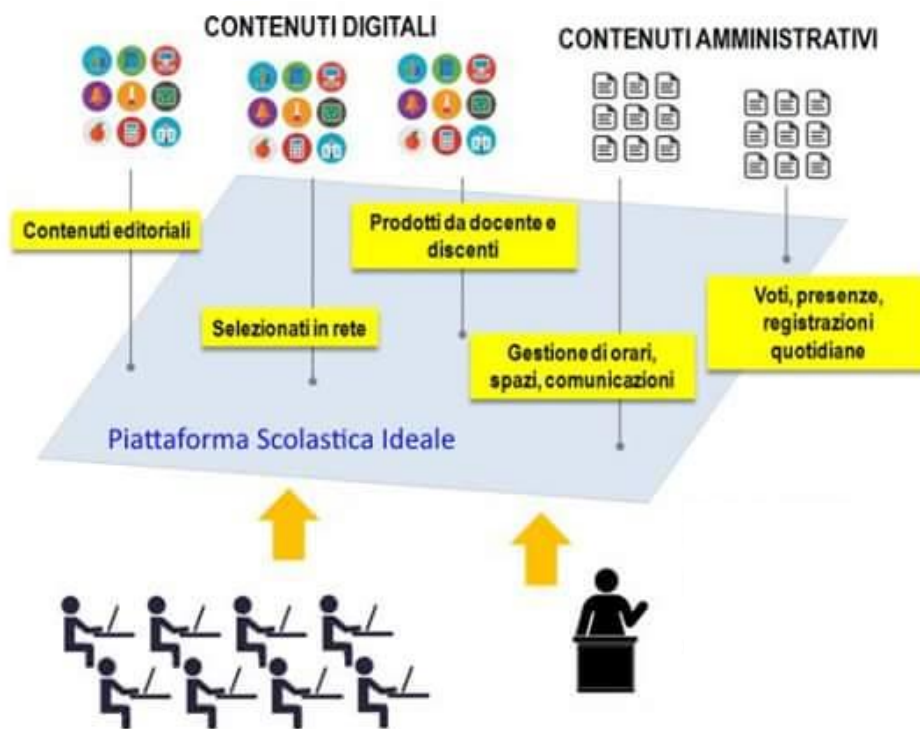 CONTENUTI DIGITALI
CONTENUTI AMMINISTRATIVI
Contenuti editoriali
Selezionati in rete
Prodotti da docente e
discenti
Gestione di orari,
spazi, comunicazioni
Voti, presenze,
registrazioni
quotidiane
Piattaforma Scolastica Ideale